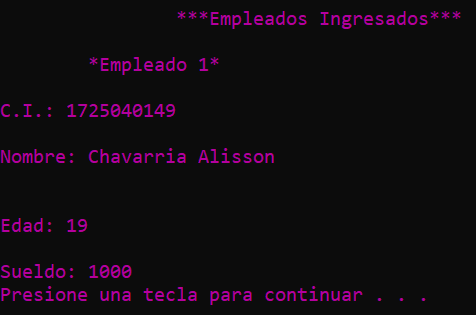 ***Empleados Ingresados***
*Empleado 1*
C.I.: 1725040149
Nombre: Chavarria Alisson
Edad: 19
Sueldo: 1000
Presione una tecla para continuar . . .